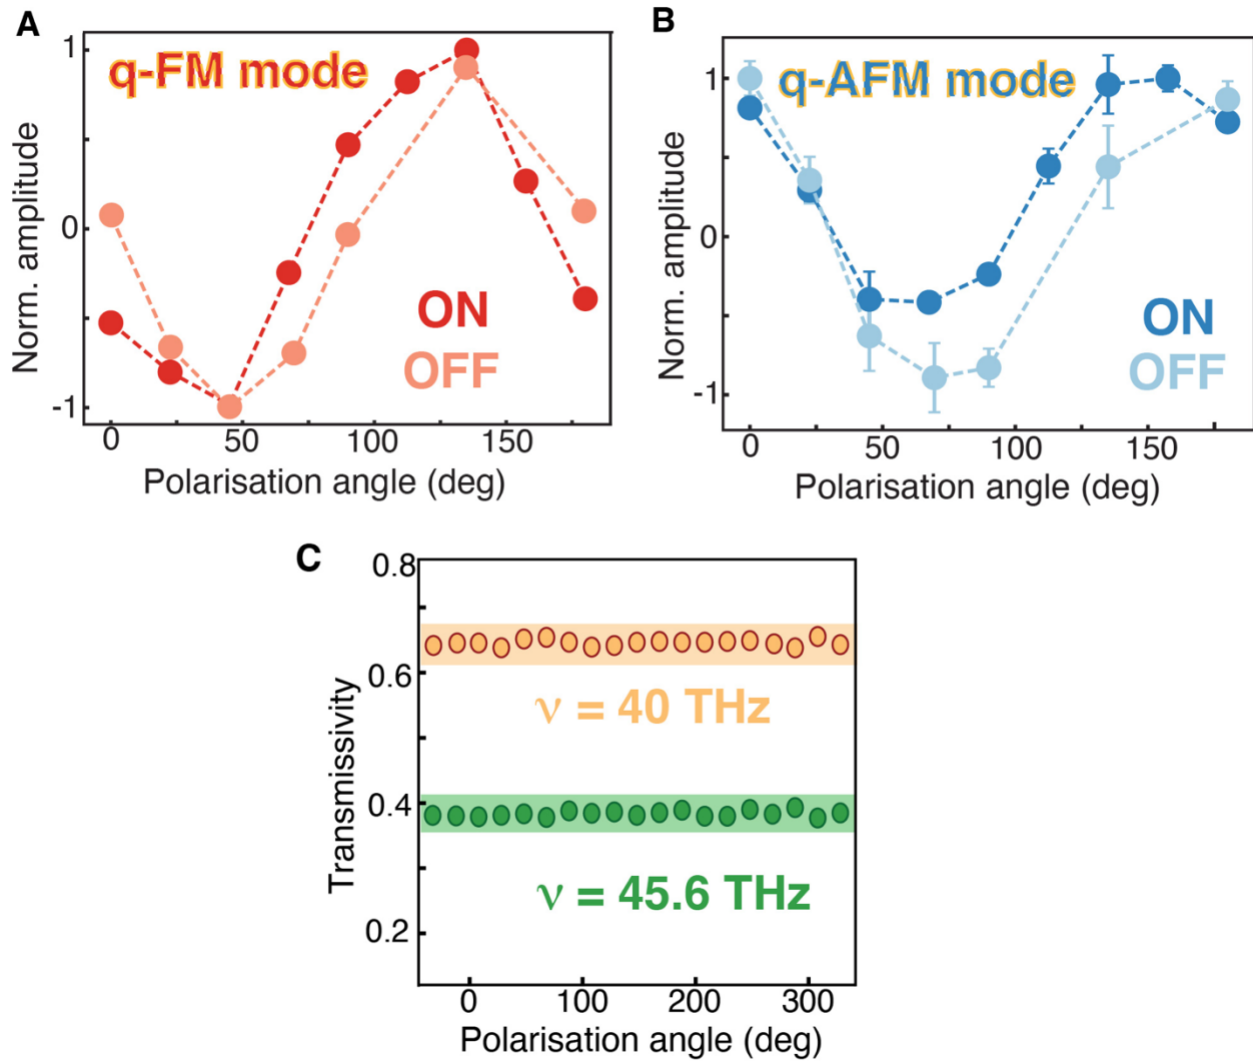 A
q-FM mode
Norm. amplitude
1
0
-1
ON
OFF
0
50
100
150
Polarisation angle (deg)
B
q-AFM mode
Norm. amplitude
1
0
-1
ON
OFF
0
50
100
150
Polarisation angle (deg)
C
Transmissivity
0.8
0.6
0.4
0.2
ν = 40 THz
ν = 45.6 THz
0
100
200
300
Polarisation angle (deg)